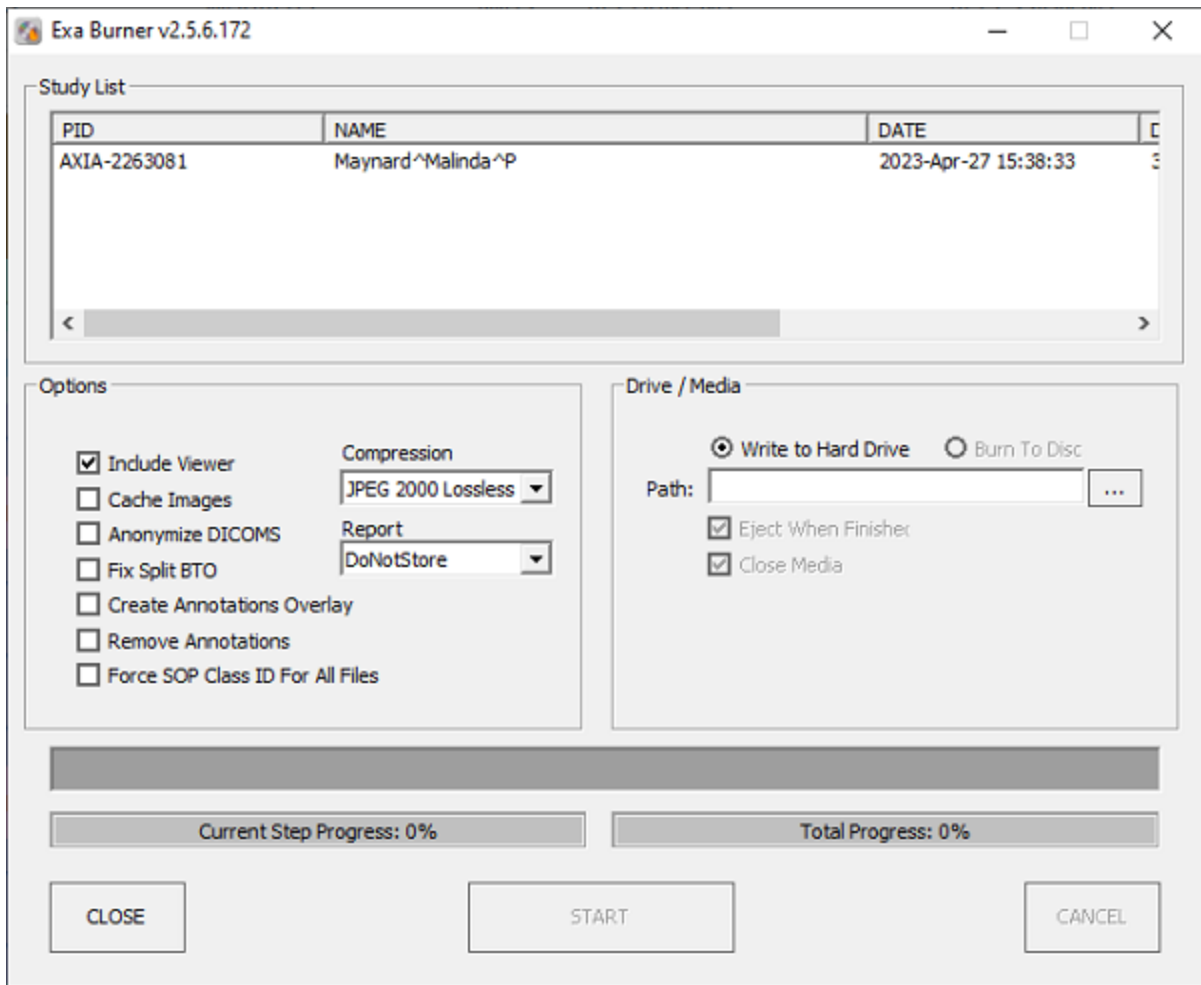 Exa Burner v2.5.6.172
Study List
PID NAME DATE
AXIA-2263081 Maynard^Malinda^P 2023-Apr-27 15:38:33
Options
Include Viewer
Cache Images
Anonymize DICOMS
Fix Split BTO
Create Annotations Overlay
Remove Annotations
Force SOP Class ID For All Files
Compression
JPEG 2000 Lossless
Report
DoNotStore
Drive / Media
Write to Hard Drive Burn To Disc
Path: ...
Eject When Finished
Close Media
Current Step Progress: 0% Total Progress: 0%
CLOSE START CANCEL